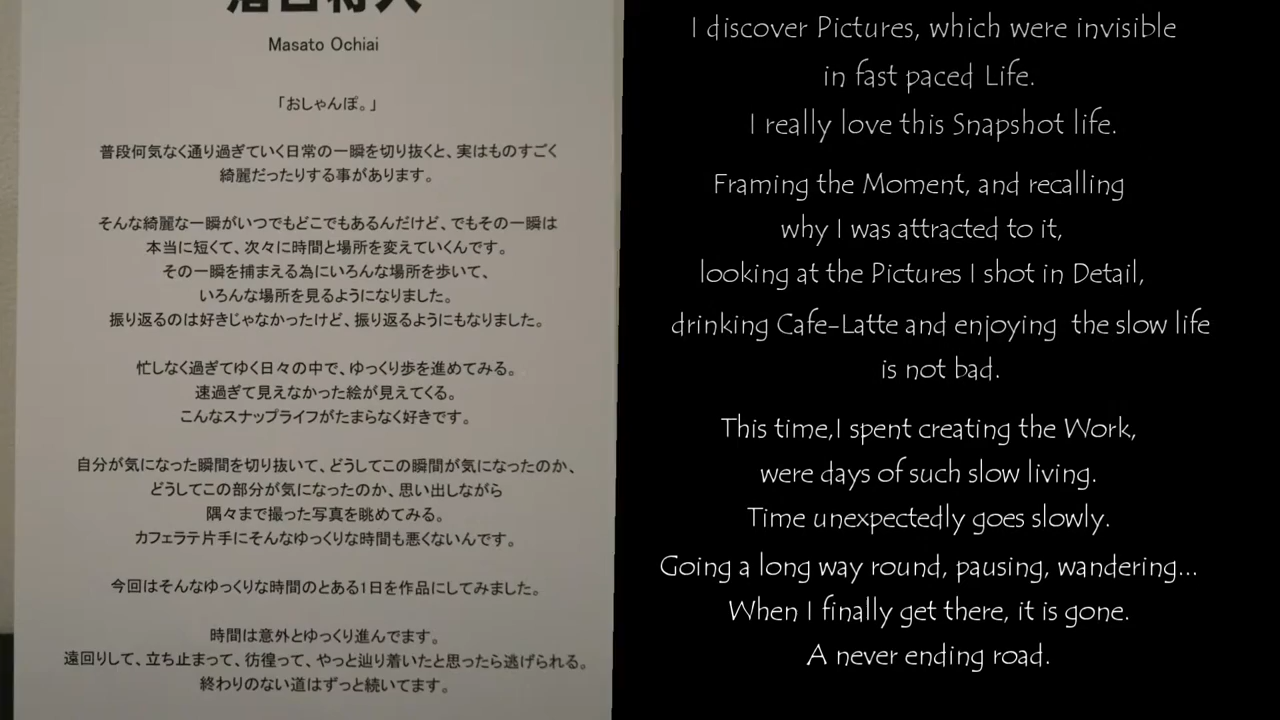 落合将人
Masato Ochiai
「おしゃんぽ。」
普段何気なく通り過ぎていく日常の一瞬を切り抜くと、実はものすごく
綺麗だったりする事があります。
そんな綺麗な一瞬がいつでもどこでもあるんだけど、でもその一瞬は
本当に短くて、次々に時間と場所を変えていくんです。
その一瞬を捕まえる為にいろんな場所を歩いて、
いろんな場所を見るようになりました。
振り返るのは好きじゃなかったけど、振り返るようにもなりました。
忙しなく過ぎてゆく日々の中で、ゆっくり歩を進めてみる。
速過ぎて見えなかった絵が見えてくる。
こんなスナップライフがたまらなく好きです。
自分が気になった瞬間を切り抜いて、どうしてこの瞬間が気になったのか、
どうしてこの部分が気になったのか、思い出しながら
隅々まで撮った写真を眺めてみる。
カフェラテ片手にそんなゆっくりな時間も悪くないんです。
今回はそんなゆっくりな時間のとある1日を作品にしてみました。
時間は意外とゆっくり進んでます。
遠回りして、立ち止まって、彷徨って、やっと辿り着いたと思ったら逃げられる。
終わりのない道はずっと続いてます。
I discover Pictures, which were invisible
in fast paced Life.
I really love this Snapshot life.
Framing the Moment, and recalling
why I was attracted to it,
looking at the Pictures I shot in Detail,
drinking Cafe-Latte and enjoying the slow life
is not bad.
This time,I spent creating the Work,
were days of such slow living.
Time unexpectedly goes slowly.
Going a long way round, pausing, wandering...
When I finally get there, it is gone.
A never ending road.